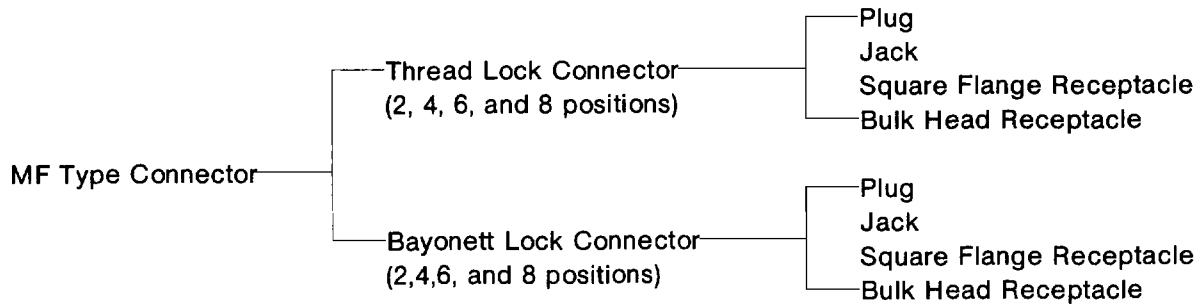 MF Type Connector
Thread Lock Connector
(2, 4, 6, and 8 positions)
Plug
Jack
Square Flange Receptacle
Bulk Head Receptacle
Bayonett Lock Connector
(2,4,6, and 8 positions)
Plug
Jack
Square Flange Receptacle
Bulk Head Receptacle